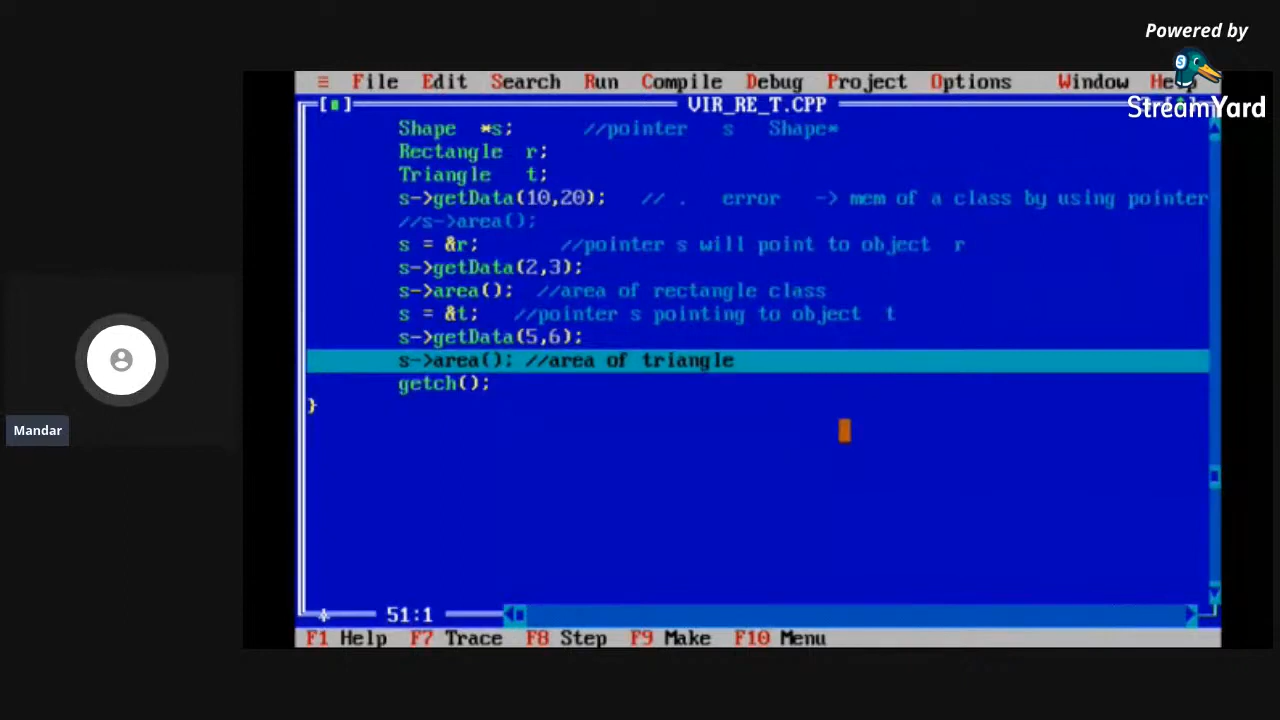 Powered by
StreamYard
≡ File Edit Search Run Compile Debug Project Options Window Help
[■] VIR_RE_T.CPP
Shape *s; //pointer s Shape*
Rectangle r;
Triangle t;
s->getData(10,20); // . error -> mem of a class by using pointer
//s->area();
s = &r; //pointer s will point to object r
s->getData(2,3);
s->area(); //area of rectangle class
s = &t; //pointer s pointing to object t
s->getData(5,6);
s->area(); //area of triangle
getch();
}
Mandar
51:1
F1 Help F7 Trace F8 Step F9 Make F10 Menu